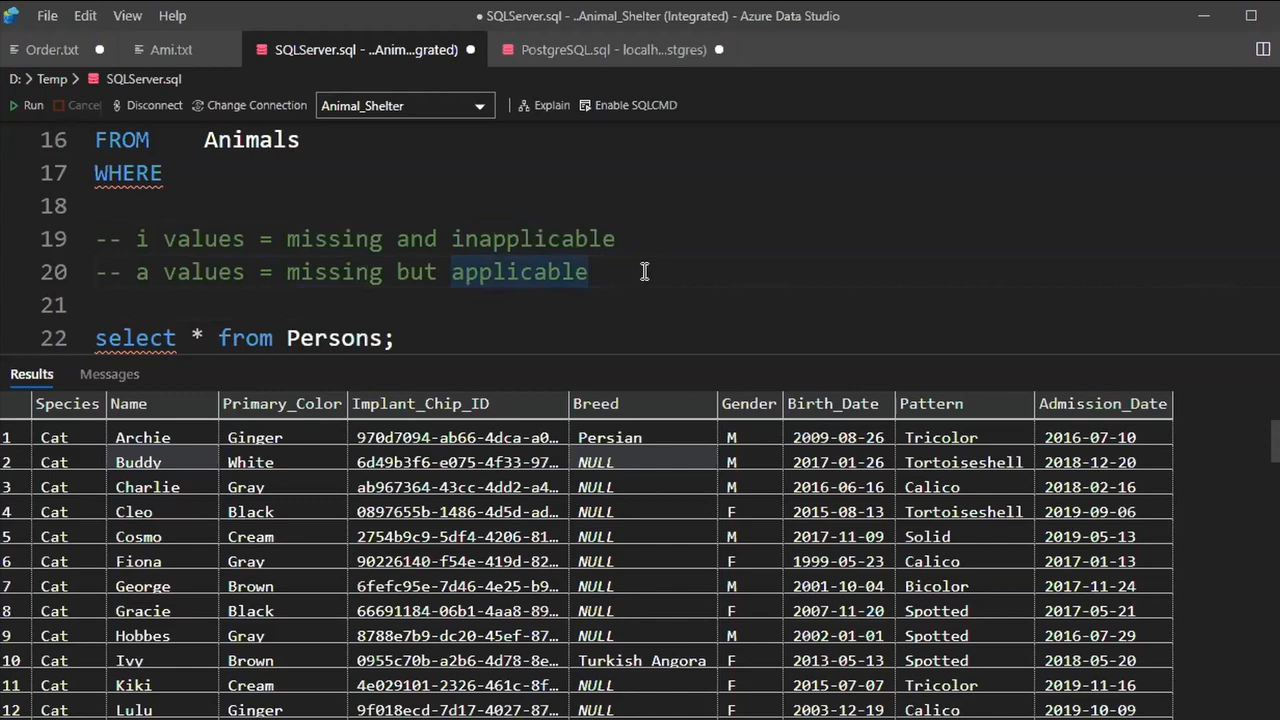 File Edit View Help ● SQLServer.sql - ..Animal_Shelter (Integrated) - Azure Data Studio
Order.txt Ami.txt SQLServer.sql - ..Anim...grated) PostgreSQL.sql - localh...stgres)
D: > Temp > SQLServer.sql
Run Cancel Disconnect Change Connection Animal_Shelter Explain Enable SQLCMD
16 FROM Animals
17 WHERE
18
19 -- i values = missing and inapplicable
20 -- a values = missing but applicable
21
22 select * from Persons;
Results Messages
Species Name Primary_Color Implant_Chip_ID Breed Gender Birth_Date Pattern Admission_Date
1 Cat Archie Ginger 970d7094-ab66-4dca-a0… Persian M 2009-08-26 Tricolor 2016-07-10
2 Cat Buddy White 6d49b3f6-e075-4f33-97… NULL M 2017-01-26 Tortoiseshell 2018-12-20
3 Cat Charlie Gray ab967364-43cc-4dd2-a4… NULL M 2016-06-16 Calico 2018-02-16
4 Cat Cleo Black 0897655b-1486-4d5d-ad… NULL F 2015-08-13 Tortoiseshell 2019-09-06
5 Cat Cosmo Cream 2754b9c9-5df4-4206-81… NULL M 2017-11-09 Solid 2019-05-13
6 Cat Fiona Gray 90226140-f54e-419d-82… NULL F 1999-05-23 Calico 2017-01-13
7 Cat George Brown 6fefc95e-7d46-4e25-b9… NULL M 2001-10-04 Bicolor 2017-11-24
8 Cat Gracie Black 66691184-06b1-4aa8-89… NULL F 2007-11-20 Spotted 2017-05-21
9 Cat Hobbes Gray 8788e7b9-dc20-45ef-87… NULL M 2002-01-01 Spotted 2016-07-29
10 Cat Ivy Brown 0955c70b-a2b6-4d78-8e… Turkish Angora F 2013-05-13 Spotted 2018-05-20
11 Cat Kiki Cream 4e029101-2326-461c-8f… NULL F 2015-07-07 Tricolor 2019-11-16
12 Cat Lulu Ginger 9f018ecd-7d17-4027-87… NULL F 2003-12-19 Calico 2019-10-09